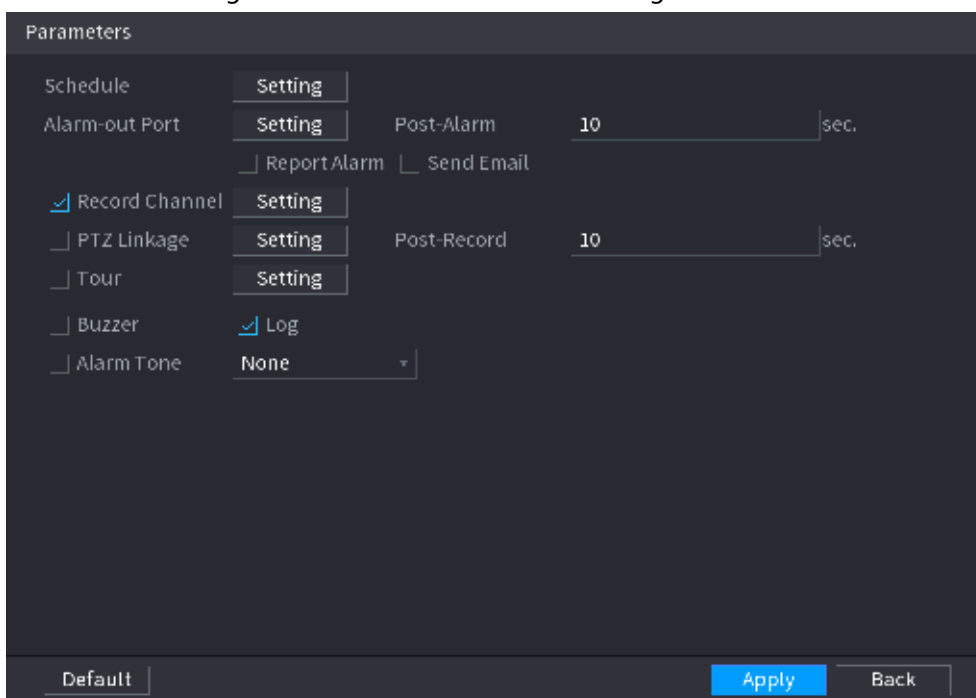 Parameters
Schedule Setting
Alarm-out Port Setting Post-Alarm 10 sec.
Report Alarm Send Email
Record Channel Setting
PTZ Linkage Setting Post-Record 10 sec.
Tour Setting
Buzzer Log
Alarm Tone None
Default Apply Back